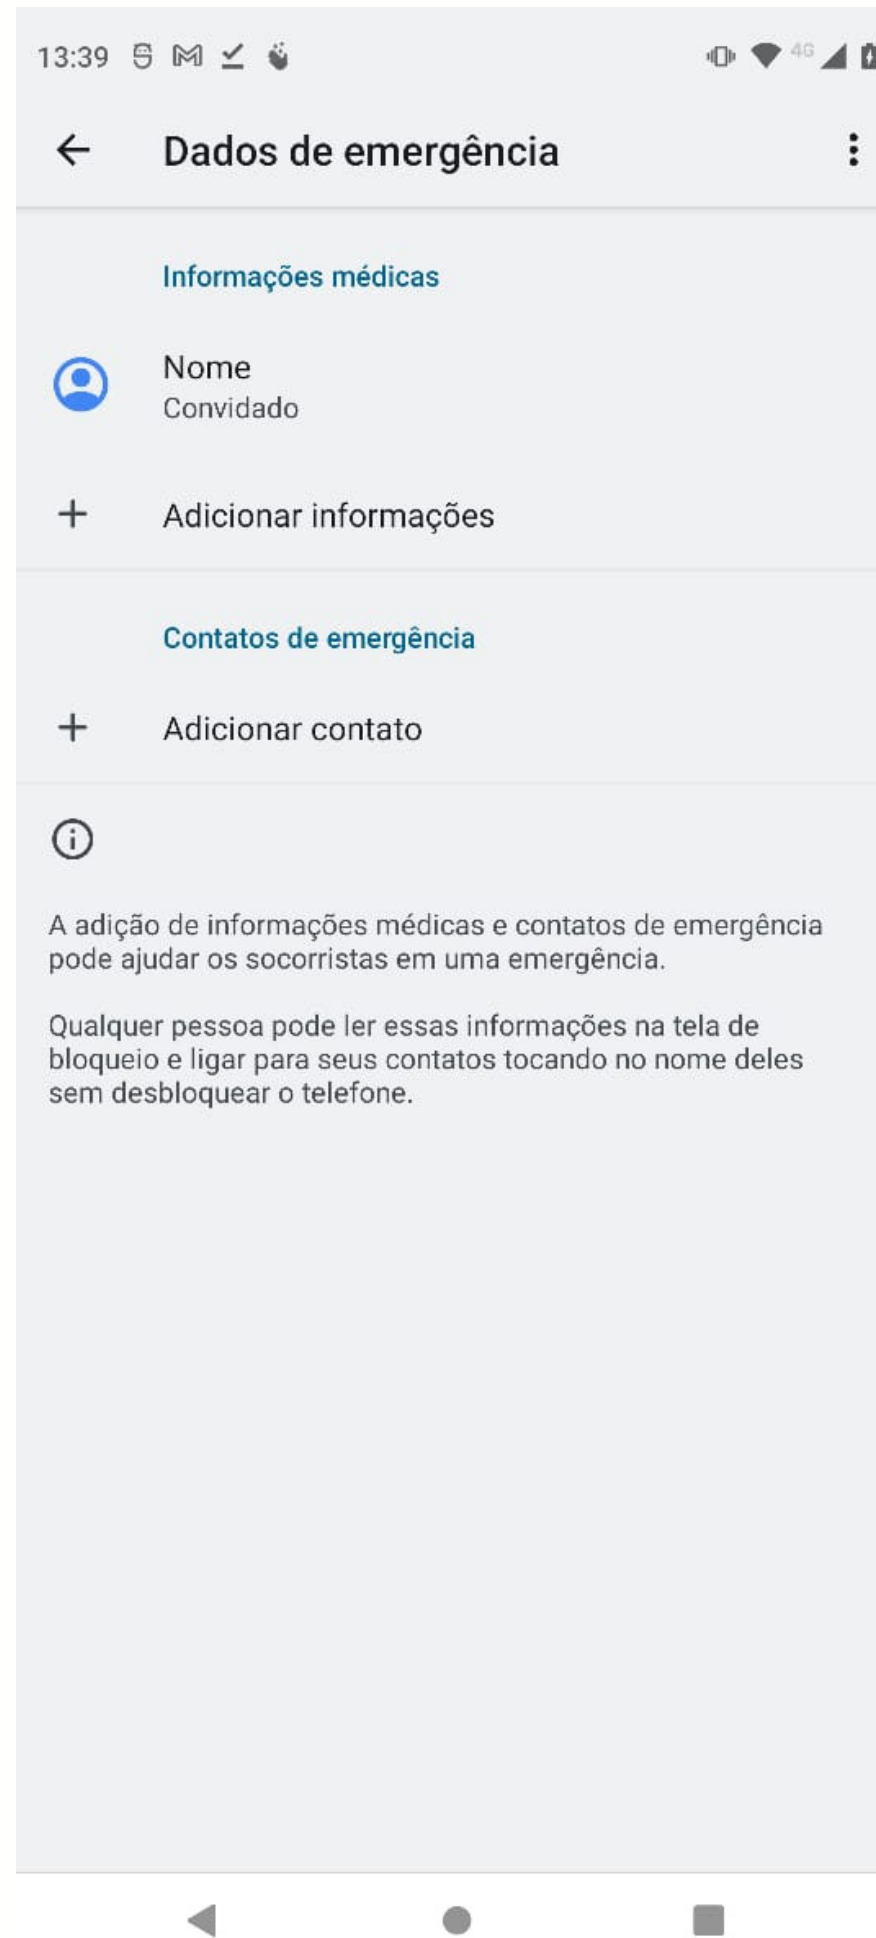 13:39
4G
Dados de emergência
Informações médicas
Nome
Convidado
Adicionar informações
Contatos de emergência
Adicionar contato
A adição de informações médicas e contatos de emergência
pode ajudar os socorristas em uma emergência.
Qualquer pessoa pode ler essas informações na tela de
bloqueio e ligar para seus contatos tocando no nome deles
sem desbloquear o telefone.